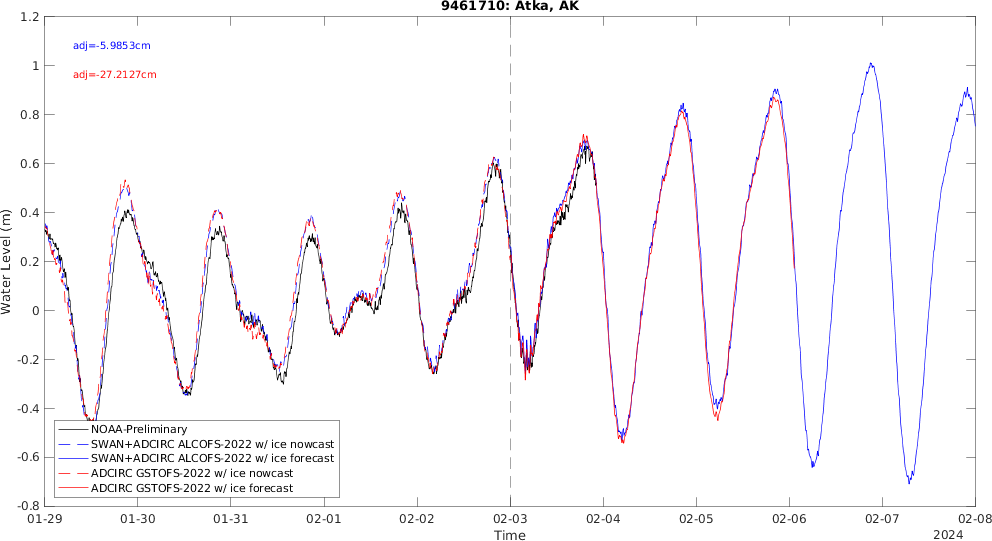 9461710: Atka, AK
adj=-5.9853cm
adj=-27.2127cm
1.2
1
0.8
0.6
0.4
0.2
0
-0.2
-0.4
-0.6
-0.8
Water Level (m)
NOAA-Preliminary
SWAN+ADCIRC ALCOFS-2022 w/ ice nowcast
SWAN+ADCIRC ALCOFS-2022 w/ ice forecast
ADCIRC GSTOFS-2022 w/ ice nowcast
ADCIRC GSTOFS-2022 w/ ice forecast
01-29 01-30 01-31 02-01 02-02 02-03 02-04 02-05 02-06 02-07 02-08
Time
2024